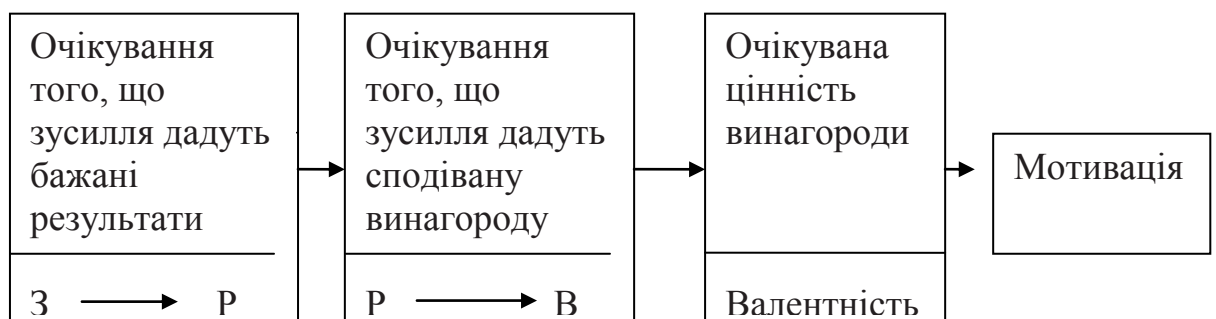 Очікування
того, що
зусилля дадуть
бажані
результати
З Р
Очікування
того, що
зусилля дадуть
сподівану
винагороду
Р В
Очікувана
цінність
винагороди
Валентність
Мотивація